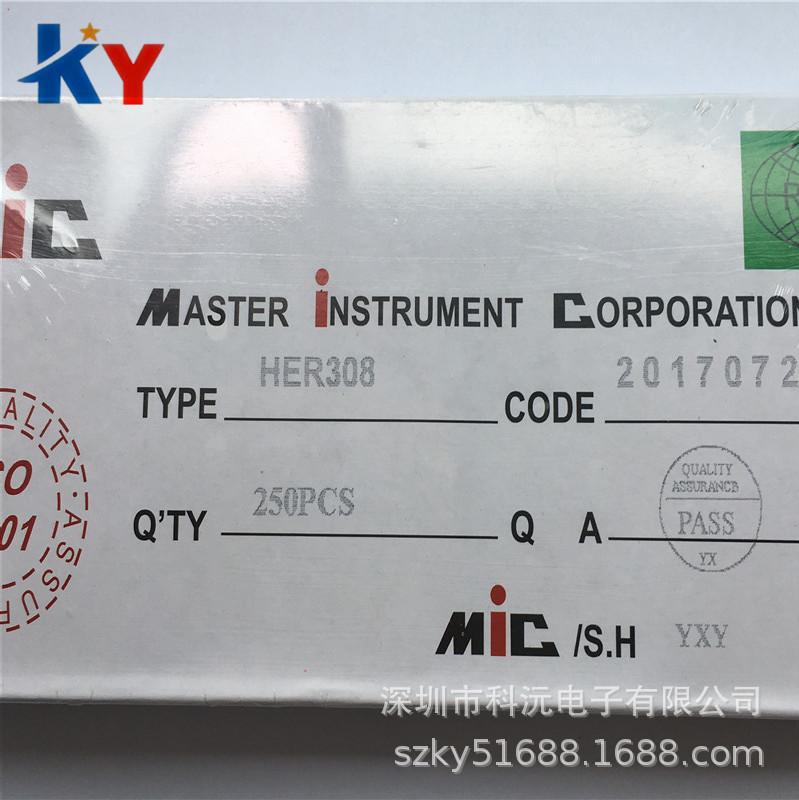 KY
MiC
MASTER iNSTRUMENT CORPORATION
TYPE HER308 CODE 2017072
Q'TY 250PCS Q A
QUALITY
ASSURANCE
PASS
YX
MiC /S.H YXY
深圳市科沅电子有限公司
szky51688.1688.com